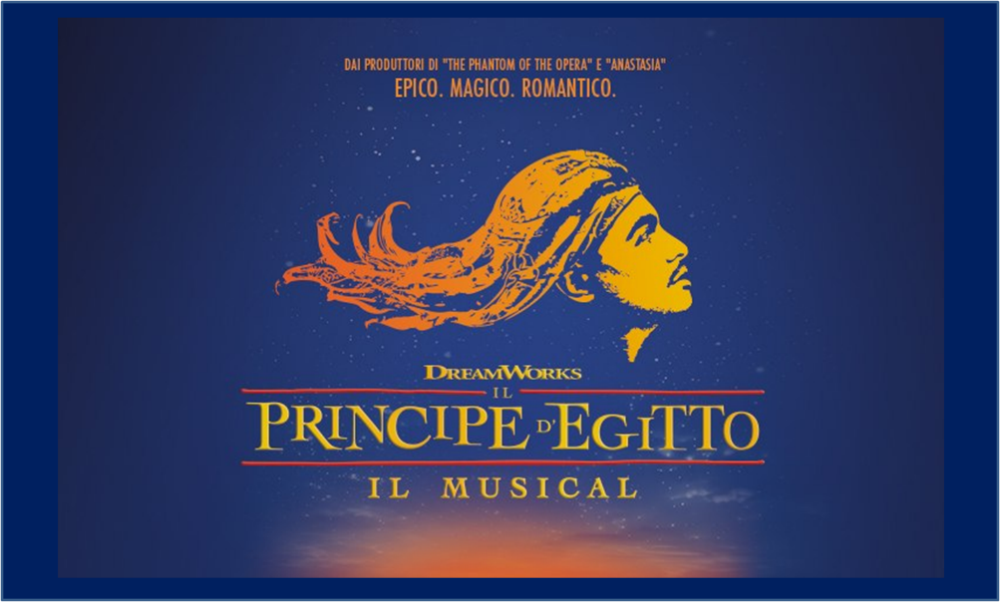 DAI PRODUTTORI DI "THE PHANTOM OF THE OPERA" E "ANASTASIA"
EPICO. MAGICO. ROMANTICO.
DREAMWORKS
IL
PRINCIPE D'EGITTO
IL MUSICAL